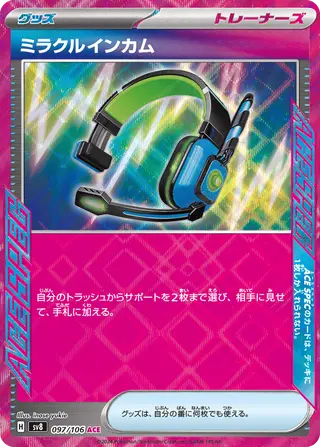 グッズ
トレーナーズ
ミラクルインカム
ACE SPEC
ACE SPEC
ACE SPECのカードは、デッキに
1枚しか入れられない。
自分のトラッシュからサポートを2枚まで選び、相手に見せ
て、手札に加える。
Illus. inose yukie
H
sv8
097/106 ACE
グッズは、自分の番に何枚でも使える。